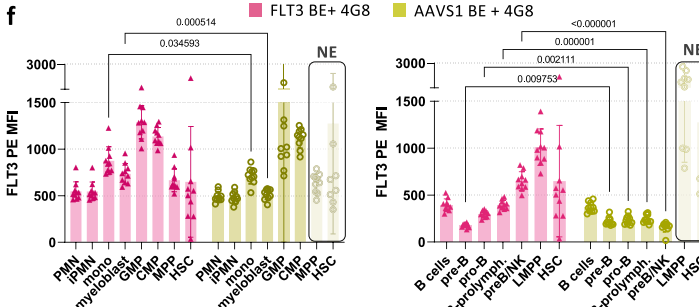 f
FLT3 BE+ 4G8
AAVS1 BE + 4G8
0.000514
0.034593
NE
3000
1500
1000
500
0
FLT3 PE MFI
PMN
iPMN
mono
myeloblast
GMP
CMP
MPP
HSC
PMN
iPMN
mono
myeloblast
GMP
CMP
MPP
HSC
<0.000001
0.000001
0.002111
0.009753
NE
3000
1500
1000
500
0
FLT3 PE MFI
B cells
pre-B
pro-B
-prolymph.
preB/NK
LMPP
HSC
B cells
pre-B
pro-B
-prolymph.
preB/NK
LMPP
HSC